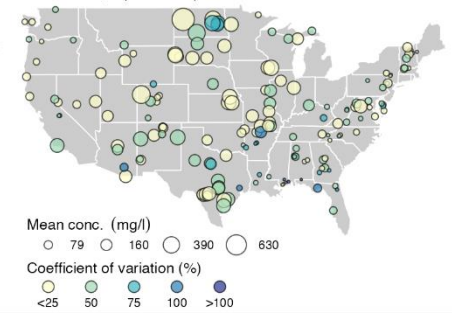 Mean conc. (mg/l)
79 160 390 630
Coefficient of variation (%)
<25 50 75 100 >100